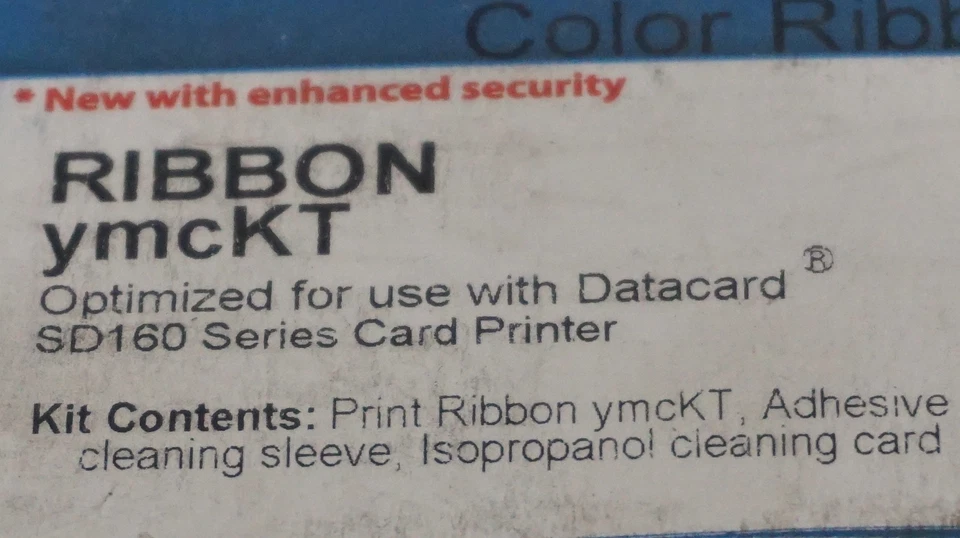 Color Ribb
* New with enhanced security
RIBBON
ymcKT
Optimized for use with Datacard ®
SD160 Series Card Printer
Kit Contents: Print Ribbon ymcKT, Adhesive
cleaning sleeve, Isopropanol cleaning card